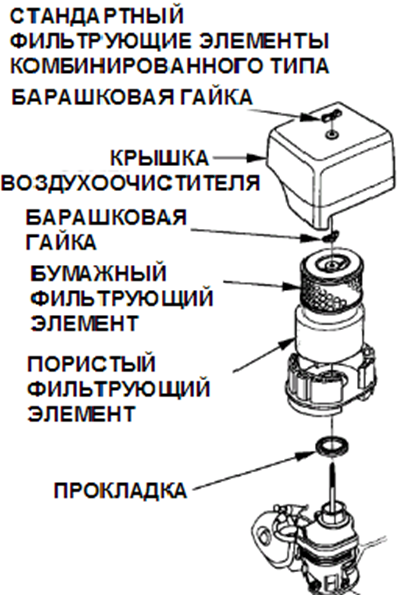 СТАНДАРТНЫЙ
ФИЛЬТРУЮЩИЕ ЭЛЕМЕНТЫ
КОМБИНИРОВАННОГО ТИПА
БАРАШКОВАЯ ГАЙКА
КРЫШКА
ВОЗДУХООЧИСТИТЕЛЯ
БАРАШКОВАЯ
ГАЙКА
БУМАЖНЫЙ
ФИЛЬТРУЮЩИЙ
ЭЛЕМЕНТ
ПОРИСТЫЙ
ФИЛЬТРУЮЩИЙ
ЭЛЕМЕНТ
ПРОКЛАДКА